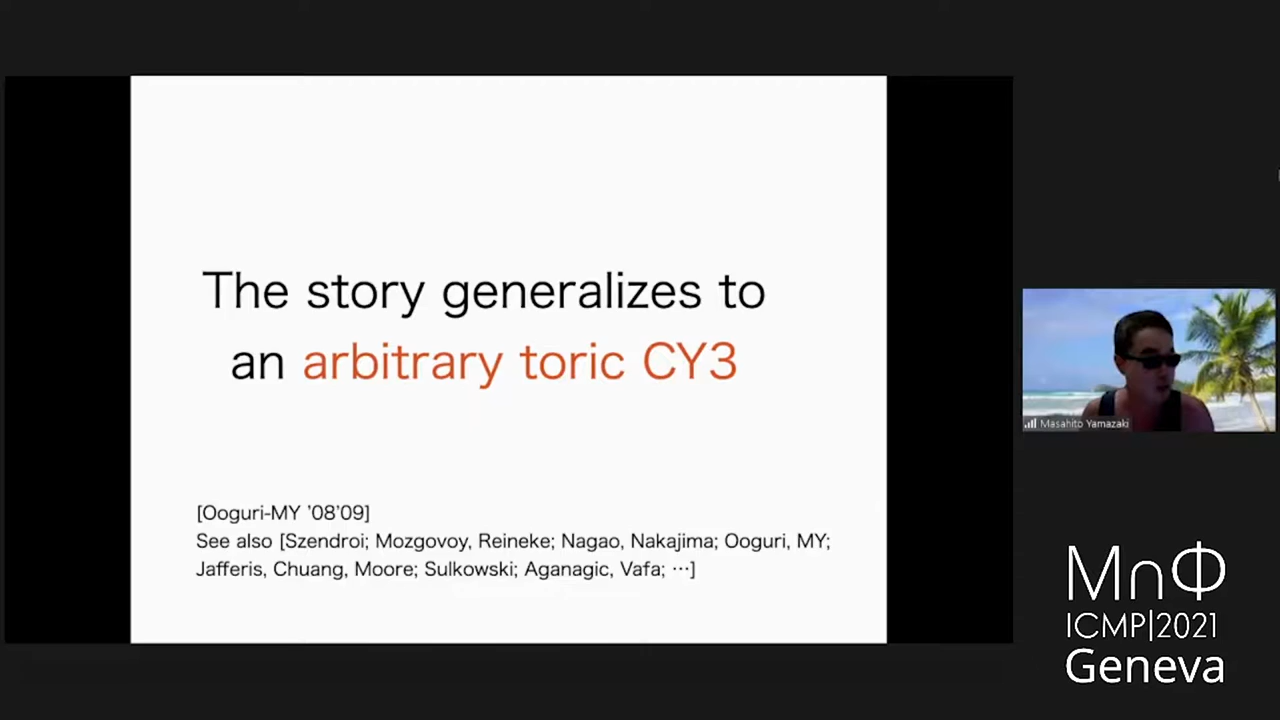 The story generalizes to
an arbitrary toric CY3
[Ooguri-MY '08'09]
See also [Szendroi; Mozgovoy, Reineke; Nagao, Nakajima; Ooguri, MY;
Jafferis, Chuang, Moore; Sulkowski; Aganagic, Vafa; …]
Masahito Yamazaki
MnΦ
ICMP|2021
Geneva